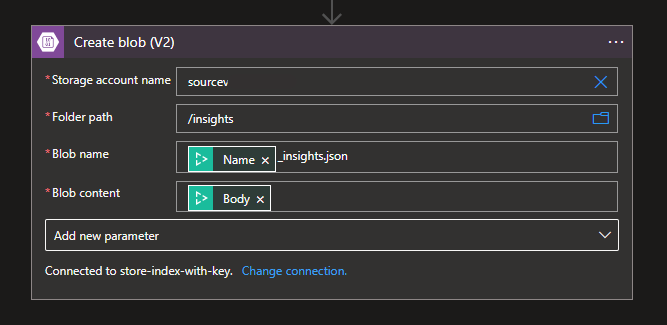 Create blob (V2)
*Storage account name sourcev
*Folder path /insights
*Blob name Name _insights.json
*Blob content Body
Add new parameter
Connected to store-index-with-key. Change connection.